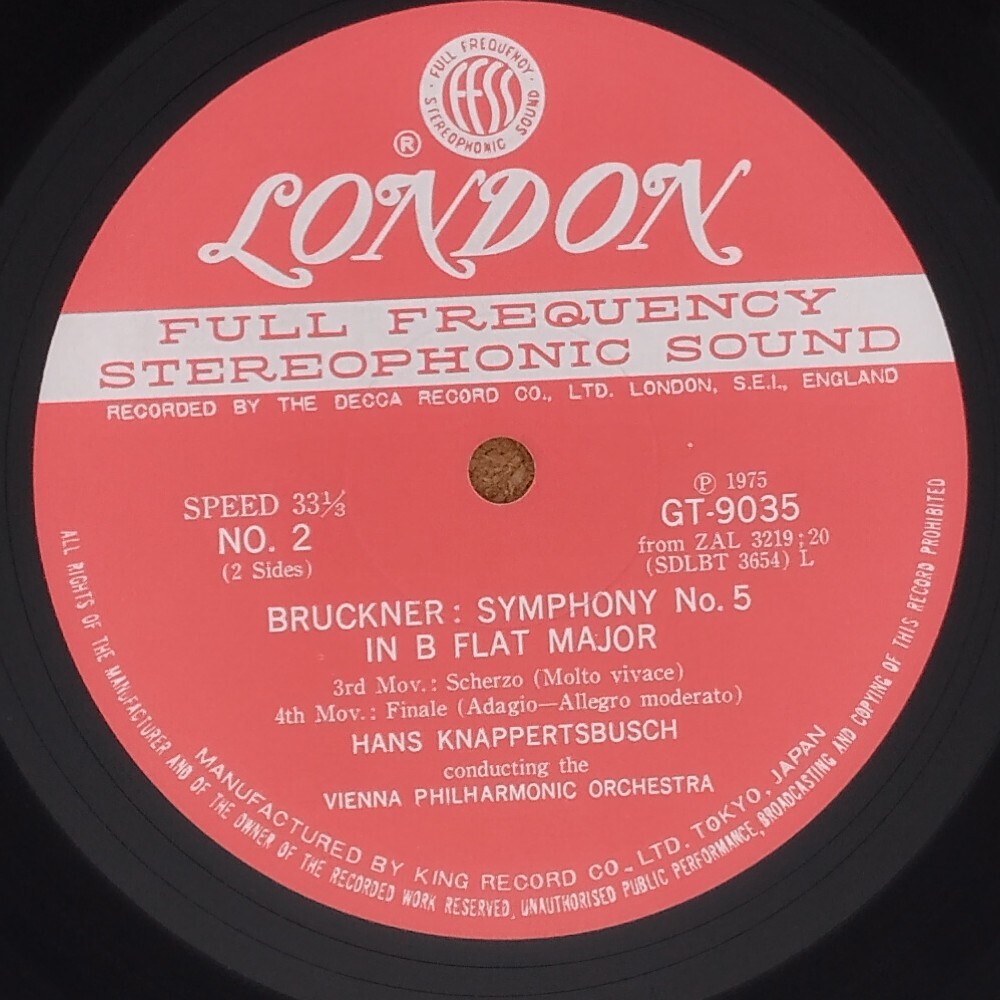 FULL FREQUENCY
FFSS
STEREOPHONIC SOUND
®
LONDON
FULL FREQUENCY
STEREOPHONIC SOUND
RECORDED BY THE DECCA RECORD CO., LTD. LONDON, S.E.I., ENGLAND
SPEED 33⅓
NO. 2
(2 Sides)
℗ 1975
GT-9035
from ZAL 3219 ; 20
(SDLBT 3654) L
BRUCKNER : SYMPHONY No. 5
IN B FLAT MAJOR
3rd Mov. : Scherzo (Molto vivace)
4th Mov. : Finale (Adagio—Allegro moderato)
HANS KNAPPERTSBUSCH
conducting the
VIENNA PHILHARMONIC ORCHESTRA
MANUFACTURED BY KING RECORD CO., LTD. TOKYO, JAPAN
ALL RIGHTS OF THE MANUFACTURER AND OF THE OWNER OF THE RECORDED WORK RESERVED, UNAUTHORISED PUBLIC PERFORMANCE, BROADCASTING AND COPYING OF THIS RECORD PROHIBITED